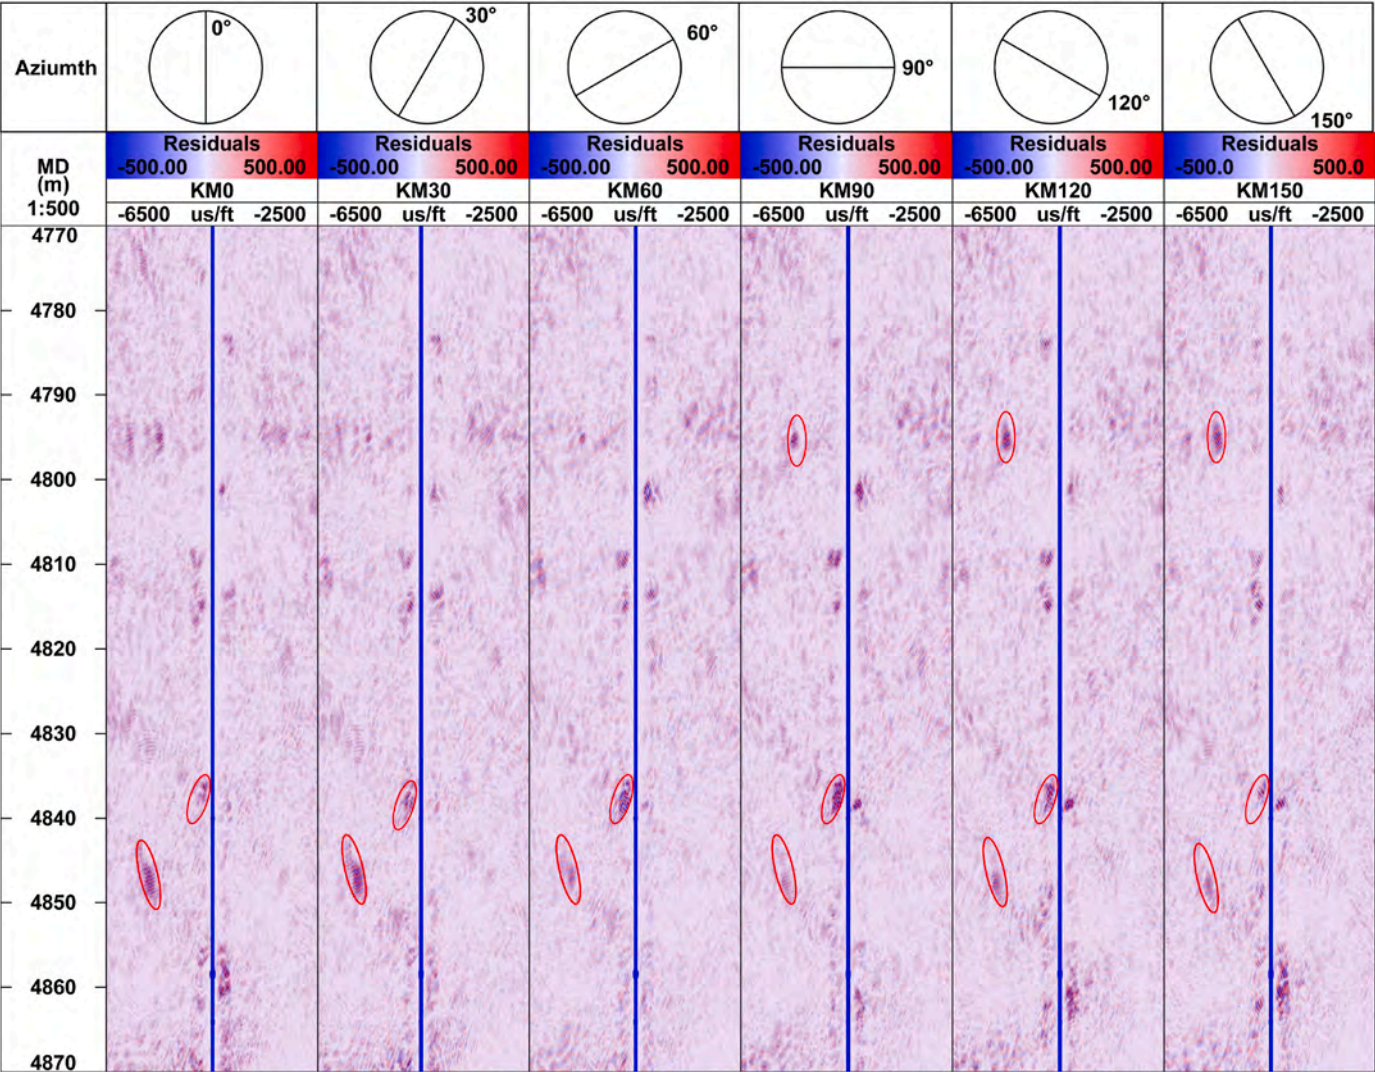 Aziumth 0° 30° 60° 90° 120° 150°
Residuals Residuals Residuals Residuals Residuals Residuals
-500.00 500.00 -500.00 500.00 -500.00 500.00 -500.00 500.00 -500.00 500.00 -500.0 500.0
MD
(m)
1:500
KM0 KM30 KM60 KM90 KM120 KM150
-6500 us/ft -2500 -6500 us/ft -2500 -6500 us/ft -2500 -6500 us/ft -2500 -6500 us/ft -2500 -6500 us/ft -2500
4770
4780
4790
4800
4810
4820
4830
4840
4850
4860
4870